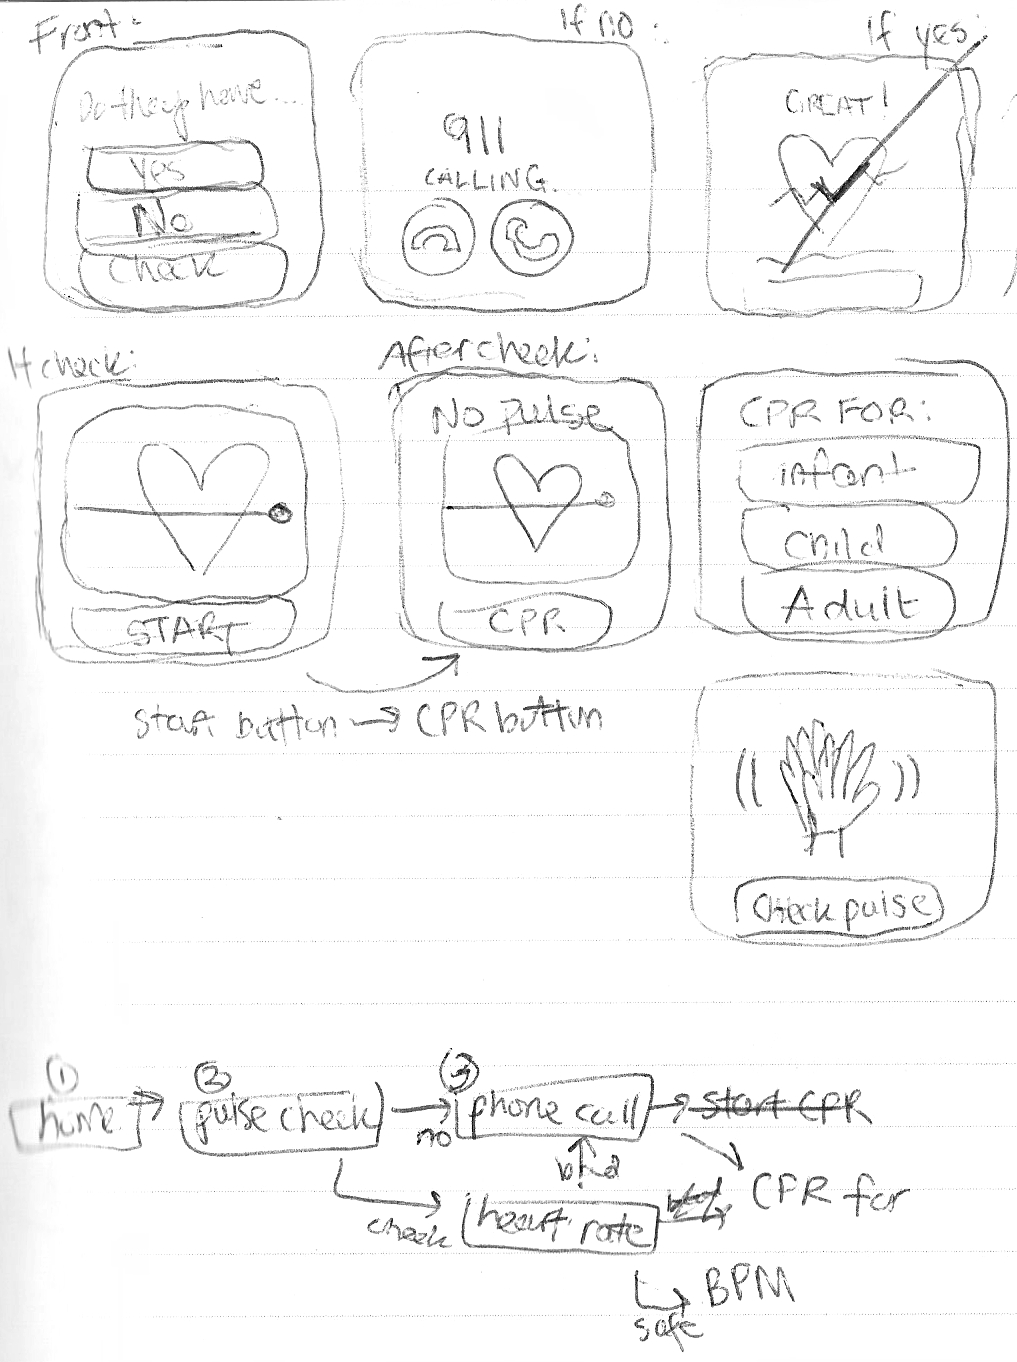 Front:
Do they have....
Yes
No
Check
If no:
911
CALLING.
If yes:
GREAT!
If check:
START
After check:
No pulse
CPR
CPR FOR:
infant
Child
Adult
start button → CPR button
Check pulse
1
home
2
pulse check
no
3
phone call
start CPR
CPR for
check
heart rate
safe
BPM